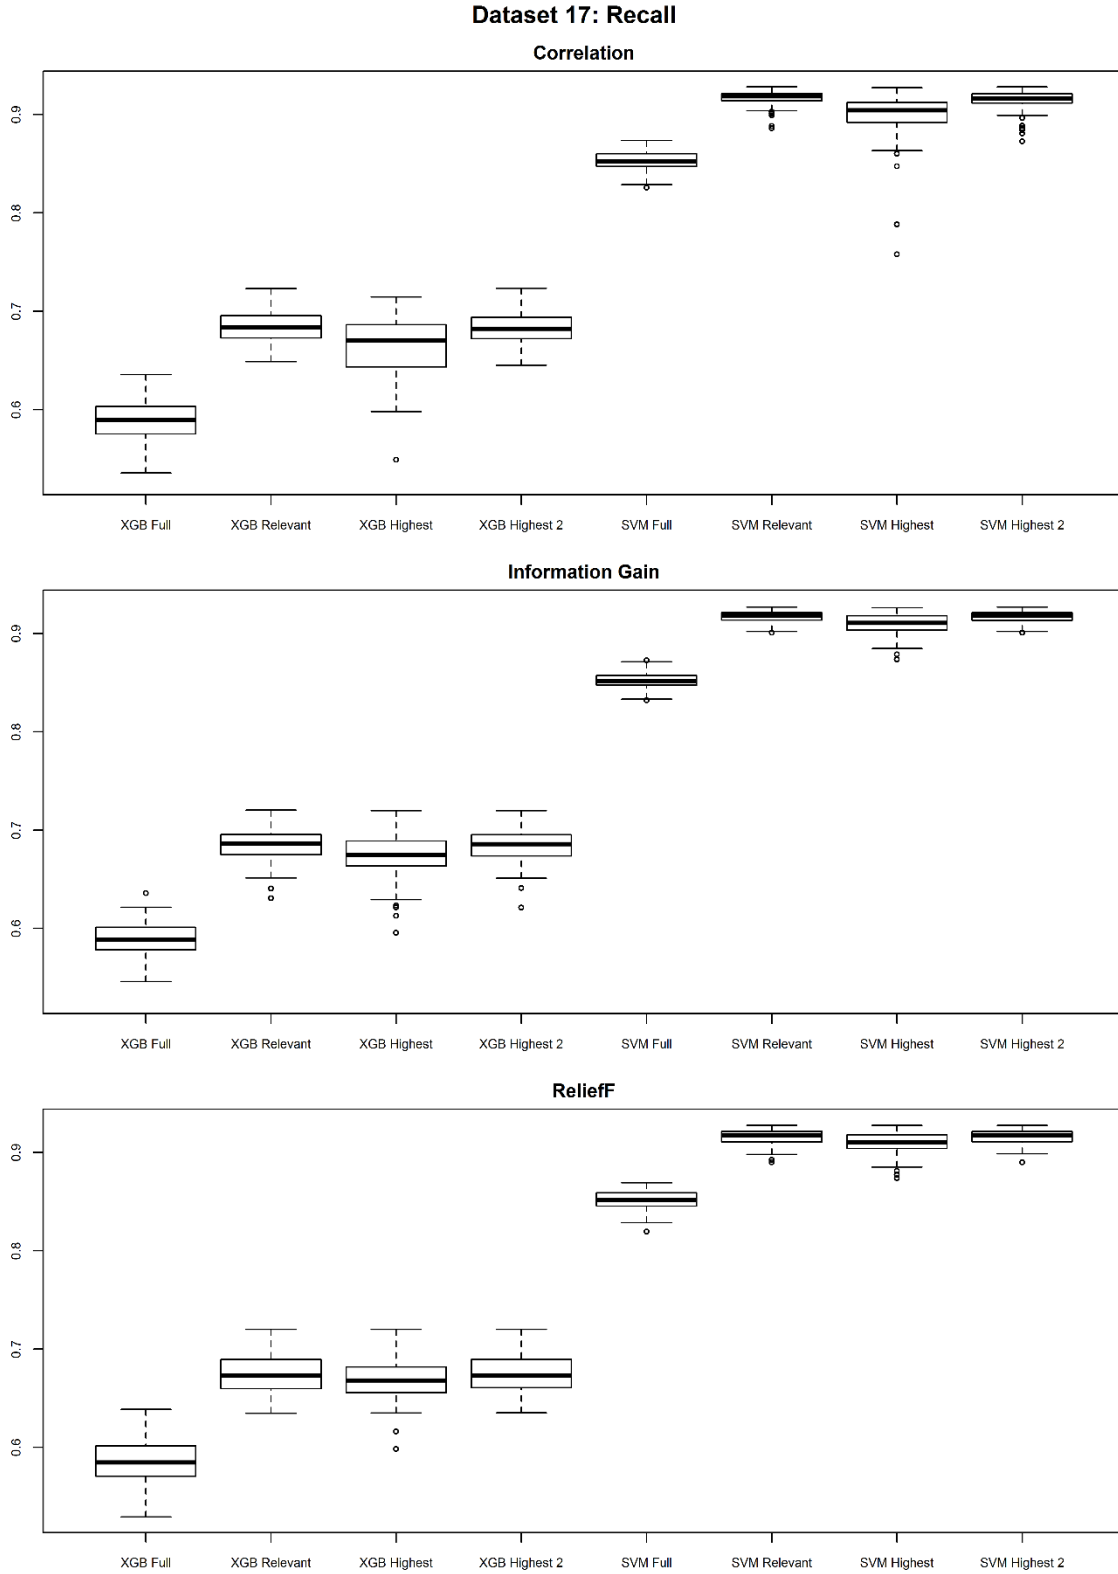 Dataset 17: Recall
Correlation
0.9
0.8
0.7
0.6
XGB Full XGB Relevant XGB Highest XGB Highest 2 SVM Full SVM Relevant SVM Highest SVM Highest 2
Information Gain
0.9
0.8
0.7
0.6
XGB Full XGB Relevant XGB Highest XGB Highest 2 SVM Full SVM Relevant SVM Highest SVM Highest 2
ReliefF
0.9
0.8
0.7
0.6
XGB Full XGB Relevant XGB Highest XGB Highest 2 SVM Full SVM Relevant SVM Highest SVM Highest 2